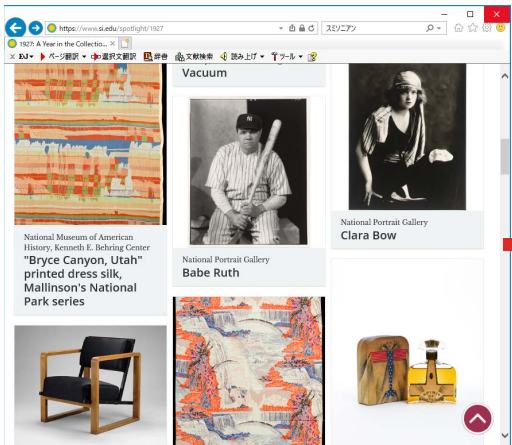 https://www.si.edu/spotlight/1927
スミソニアン
1927: A Year in the Collectio...
× EJ ▾ ページ翻訳 ▾ 選択文翻訳 辞書 文献検索 読み上げ ▾ ツール ▾
Vacuum
National Museum of American
History, Kenneth E. Behring Center
"Bryce Canyon, Utah"
printed dress silk,
Mallinson's National
Park series
National Portrait Gallery
Babe Ruth
National Portrait Gallery
Clara Bow